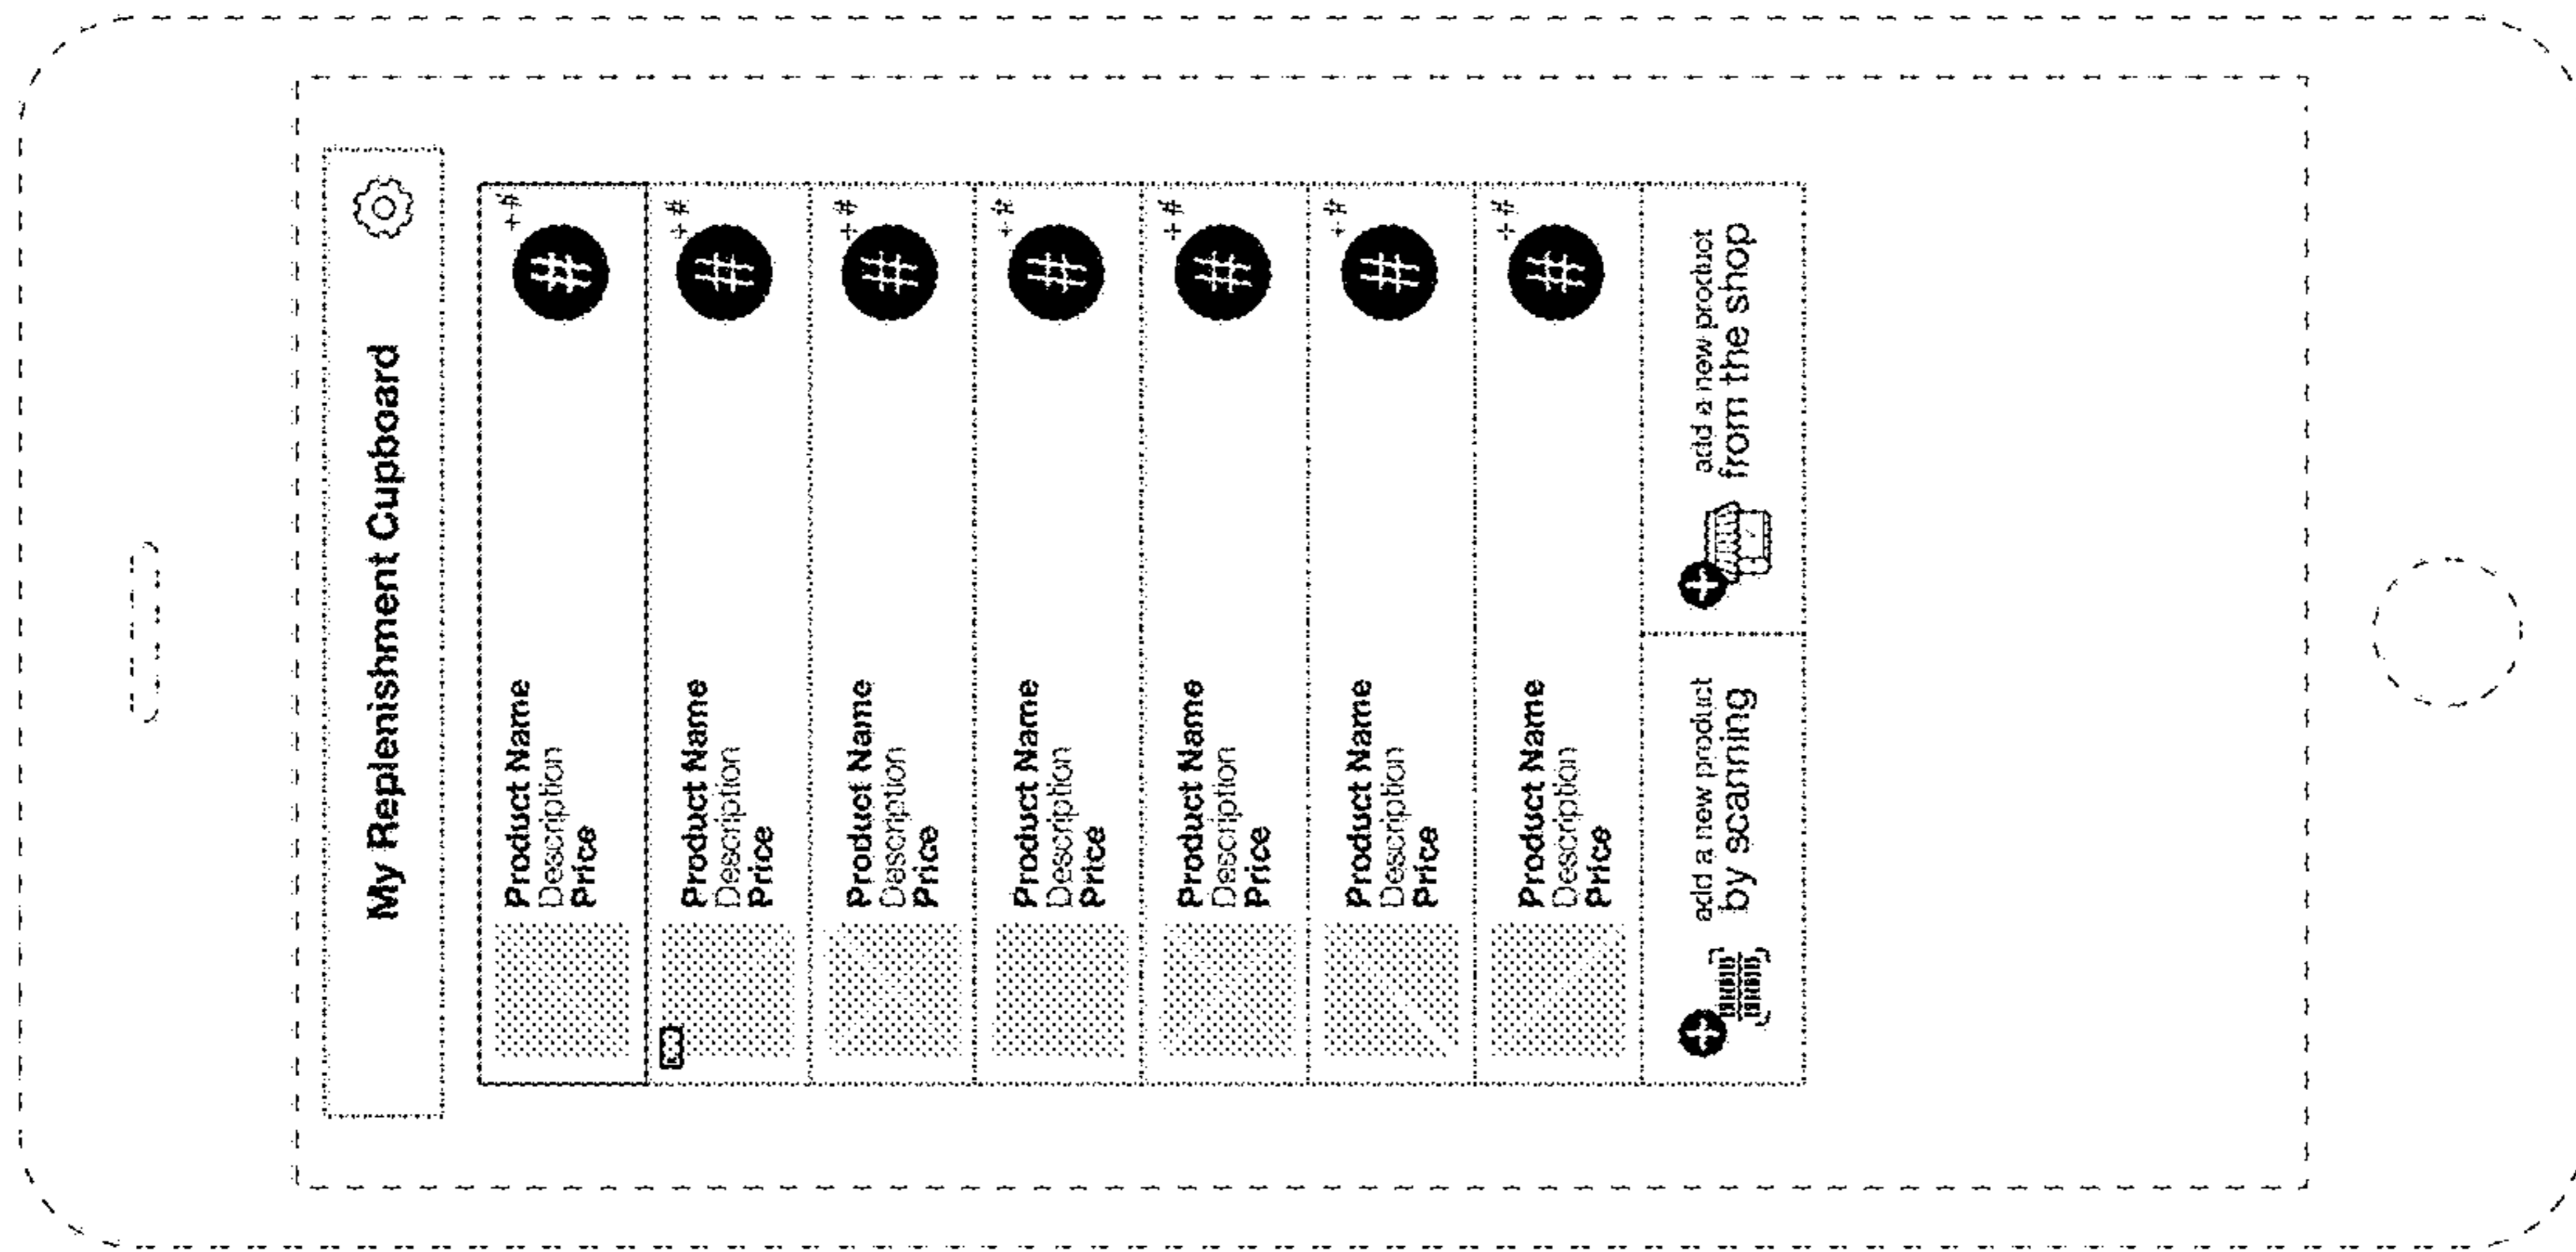 My Replenishment Cupboard
+#
#
Product Name
Description
Price
+#
#
Product Name
Description
Price
+#
#
Product Name
Description
Price
+#
#
Product Name
Description
Price
+#
#
Product Name
Description
Price
+#
#
Product Name
Description
Price
+#
#
Product Name
Description
Price
add a new product
by scanning
add a new product
from the shop